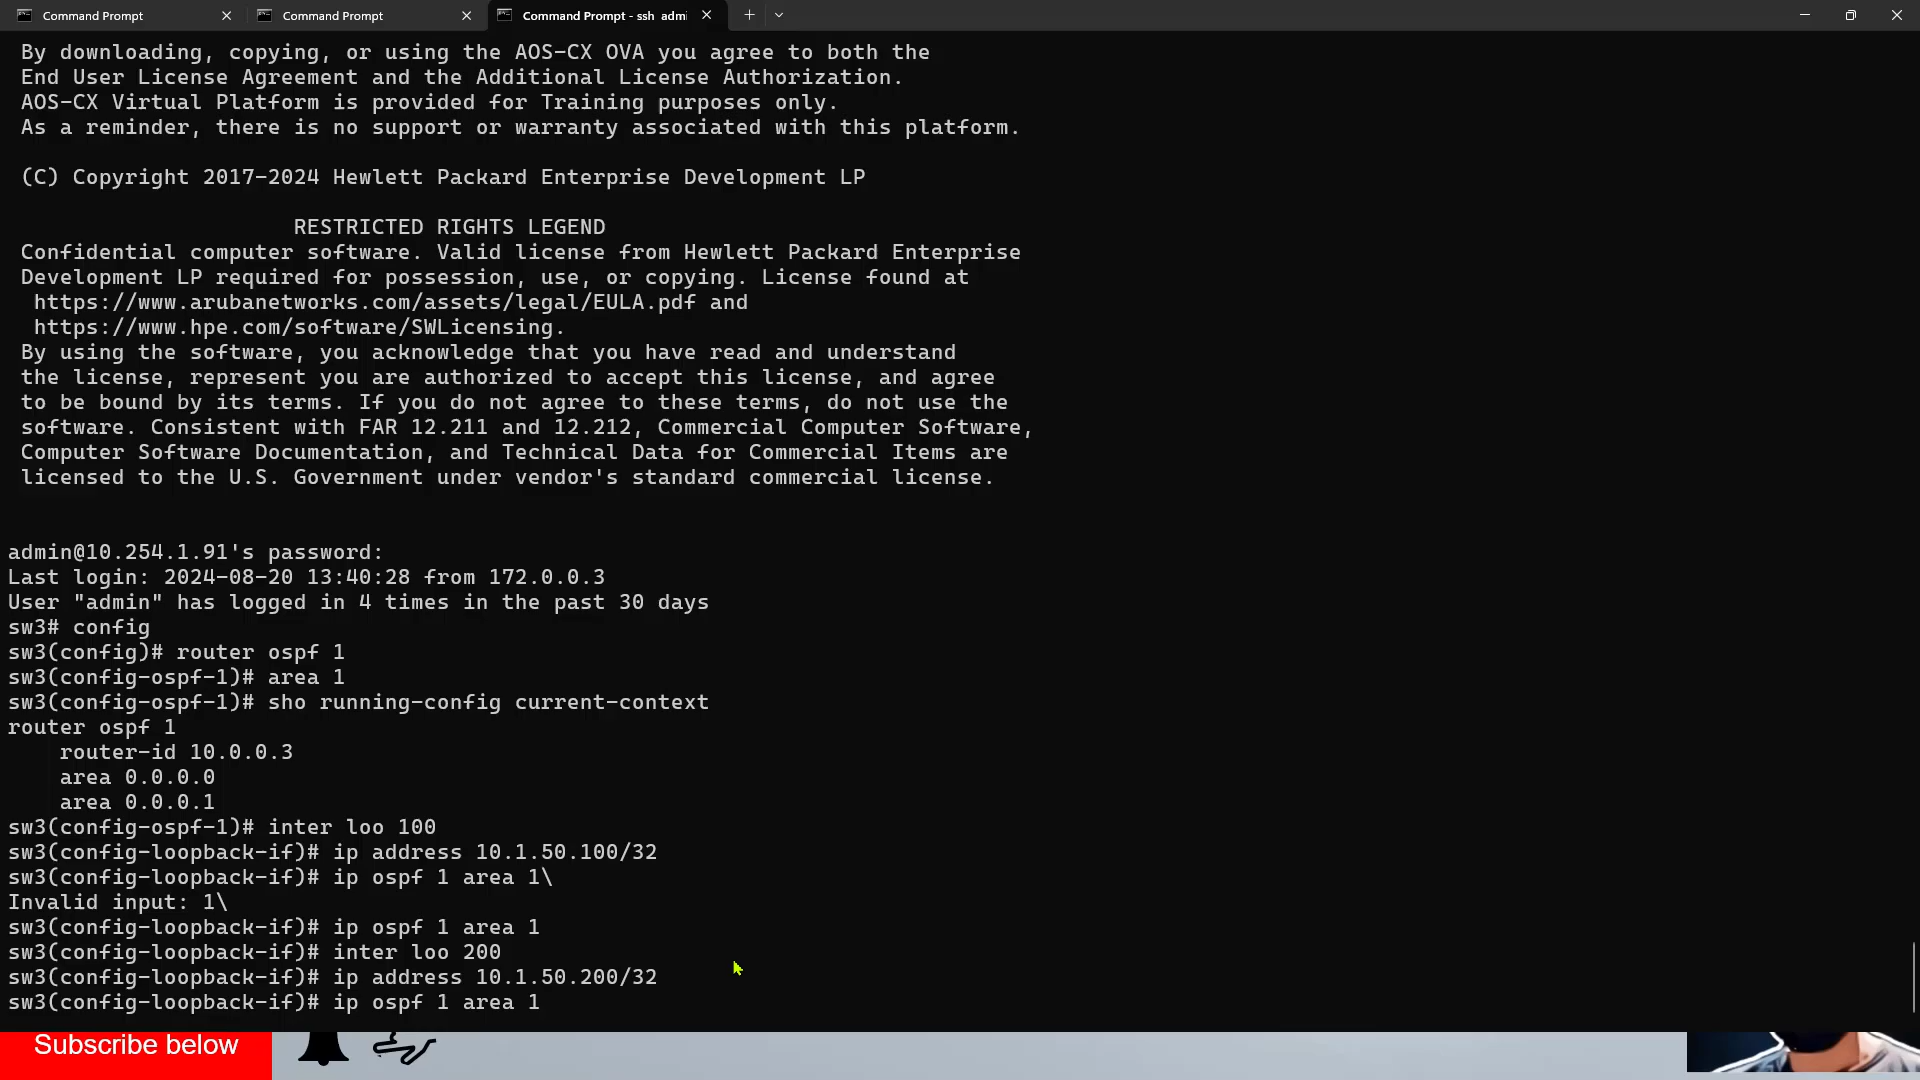 Command Prompt
Command Prompt
Command Prompt - ssh admi
By downloading, copying, or using the AOS-CX OVA you agree to both the
End User License Agreement and the Additional License Authorization.
AOS-CX Virtual Platform is provided for Training purposes only.
As a reminder, there is no support or warranty associated with this platform.
(C) Copyright 2017-2024 Hewlett Packard Enterprise Development LP
RESTRICTED RIGHTS LEGEND
Confidential computer software. Valid license from Hewlett Packard Enterprise
Development LP required for possession, use, or copying. License found at
https://www.arubanetworks.com/assets/legal/EULA.pdf and
https://www.hpe.com/software/SWLicensing.
By using the software, you acknowledge that you have read and understand
the license, represent you are authorized to accept this license, and agree
to be bound by its terms. If you do not agree to these terms, do not use the
software. Consistent with FAR 12.211 and 12.212, Commercial Computer Software,
Computer Software Documentation, and Technical Data for Commercial Items are
licensed to the U.S. Government under vendor's standard commercial license.
admin@10.254.1.91's password:
Last login: 2024-08-20 13:40:28 from 172.0.0.3
User "admin" has logged in 4 times in the past 30 days
sw3# config
sw3(config)# router ospf 1
sw3(config-ospf-1)# area 1
sw3(config-ospf-1)# sho running-config current-context
router ospf 1
router-id 10.0.0.3
area 0.0.0.0
area 0.0.0.1
sw3(config-ospf-1)# inter loo 100
sw3(config-loopback-if)# ip address 10.1.50.100/32
sw3(config-loopback-if)# ip ospf 1 area 1\
Invalid input: 1\
sw3(config-loopback-if)# ip ospf 1 area 1
sw3(config-loopback-if)# inter loo 200
sw3(config-loopback-if)# ip address 10.1.50.200/32
sw3(config-loopback-if)# ip ospf 1 area 1
Subscribe below